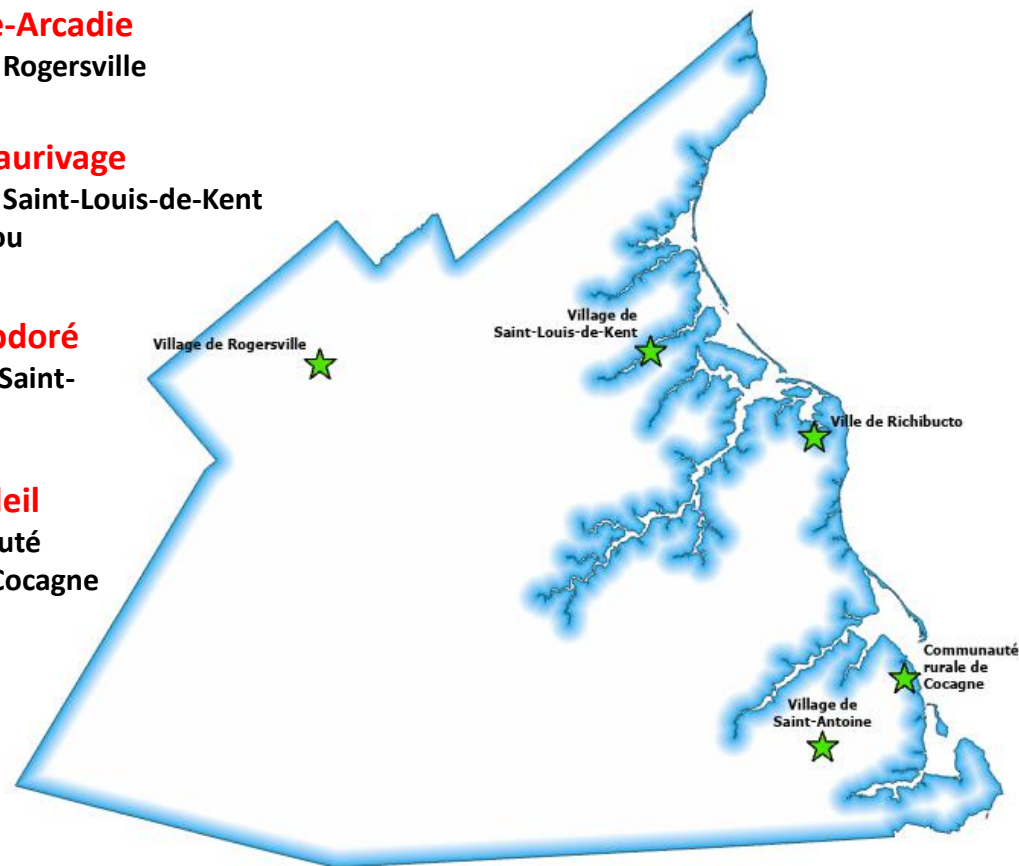 e-Arcadie
Rogersville
aurivage
Saint-Louis-de-Kent
ou
doré
Saint-
leil
uté
Cocagne
Village de
Saint-Louis-de-Kent
Village de Rogersville
Ville de Richibucto
Communauté
rurale de
Cocagne
Village de
Saint-Antoine